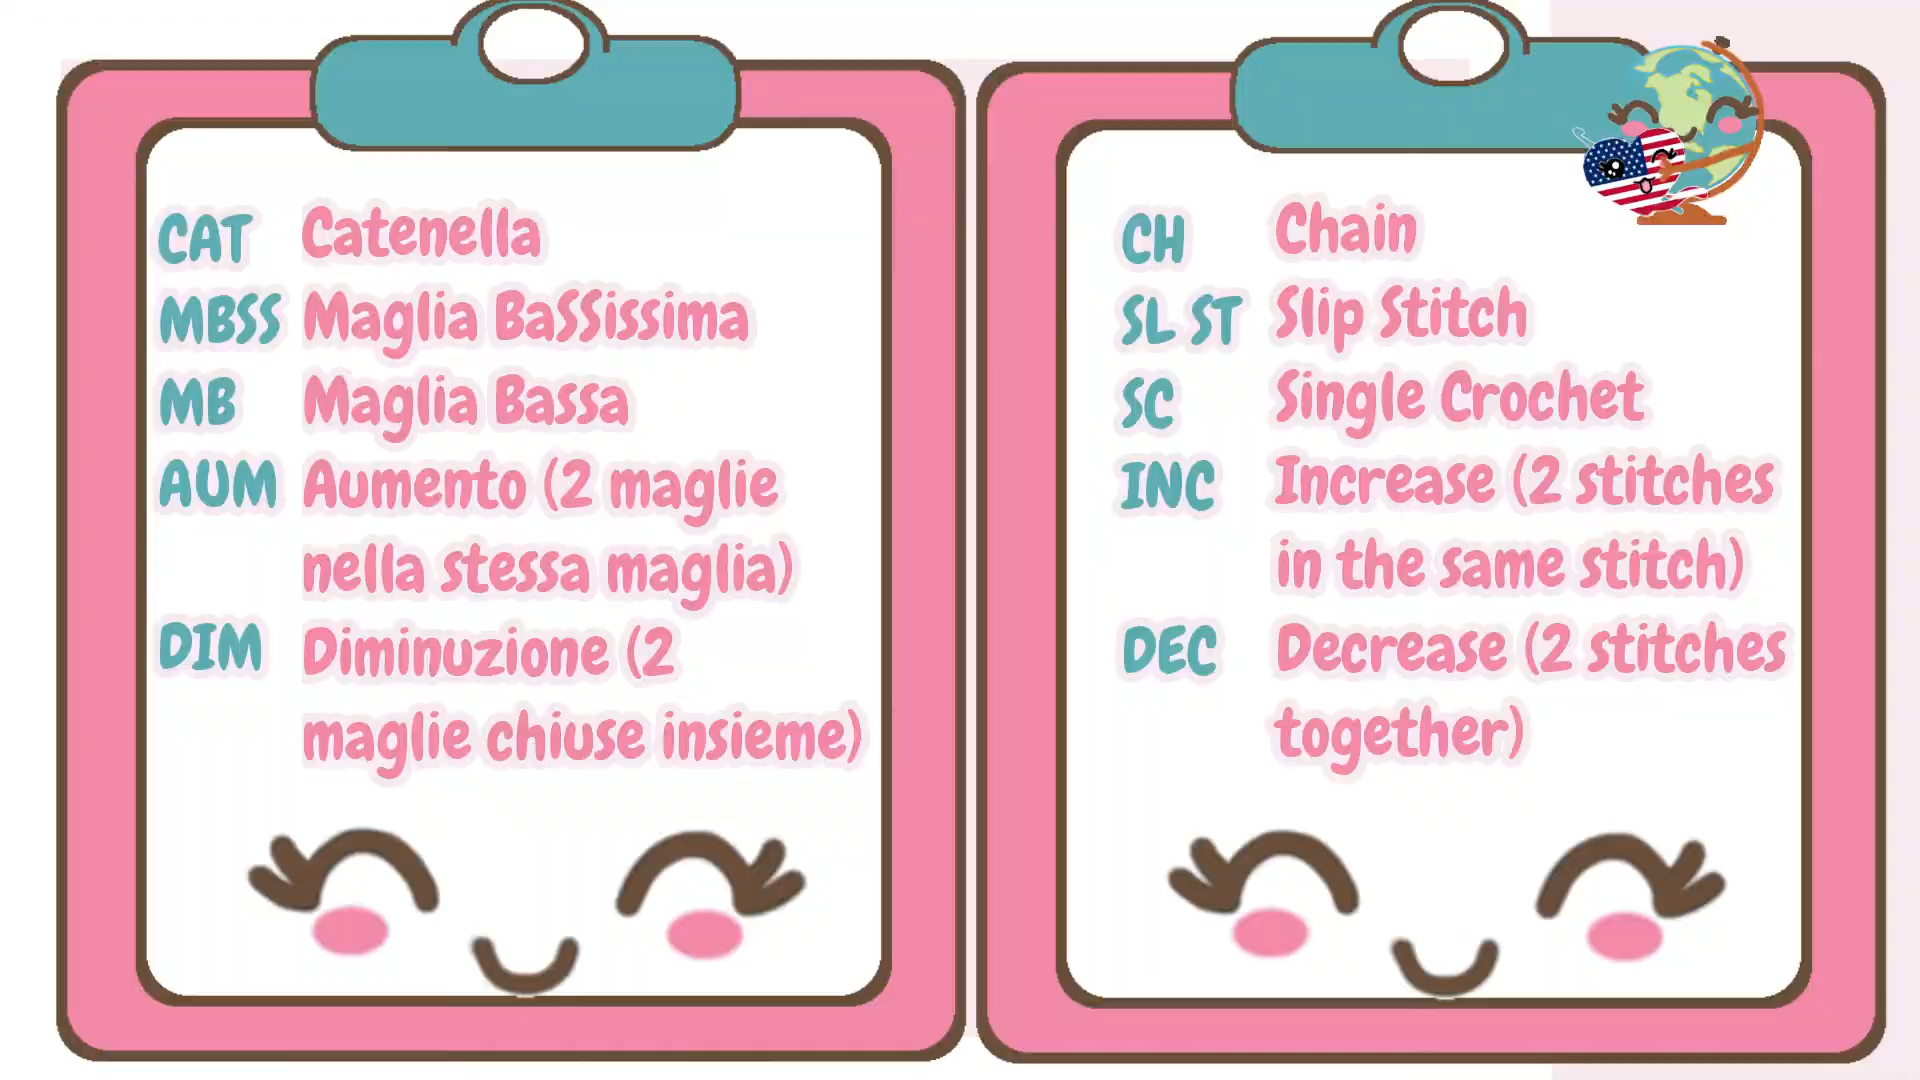 CAT Catenella
MBSS Maglia BaSSissima
MB Maglia Bassa
AUM Aumento (2 maglie
nella stessa maglia)
DIM Diminuzione (2
maglie chiuse insieme)
CH Chain
SL ST Slip Stitch
SC Single Crochet
INC Increase (2 stitches
in the same stitch)
DEC Decrease (2 stitches
together)